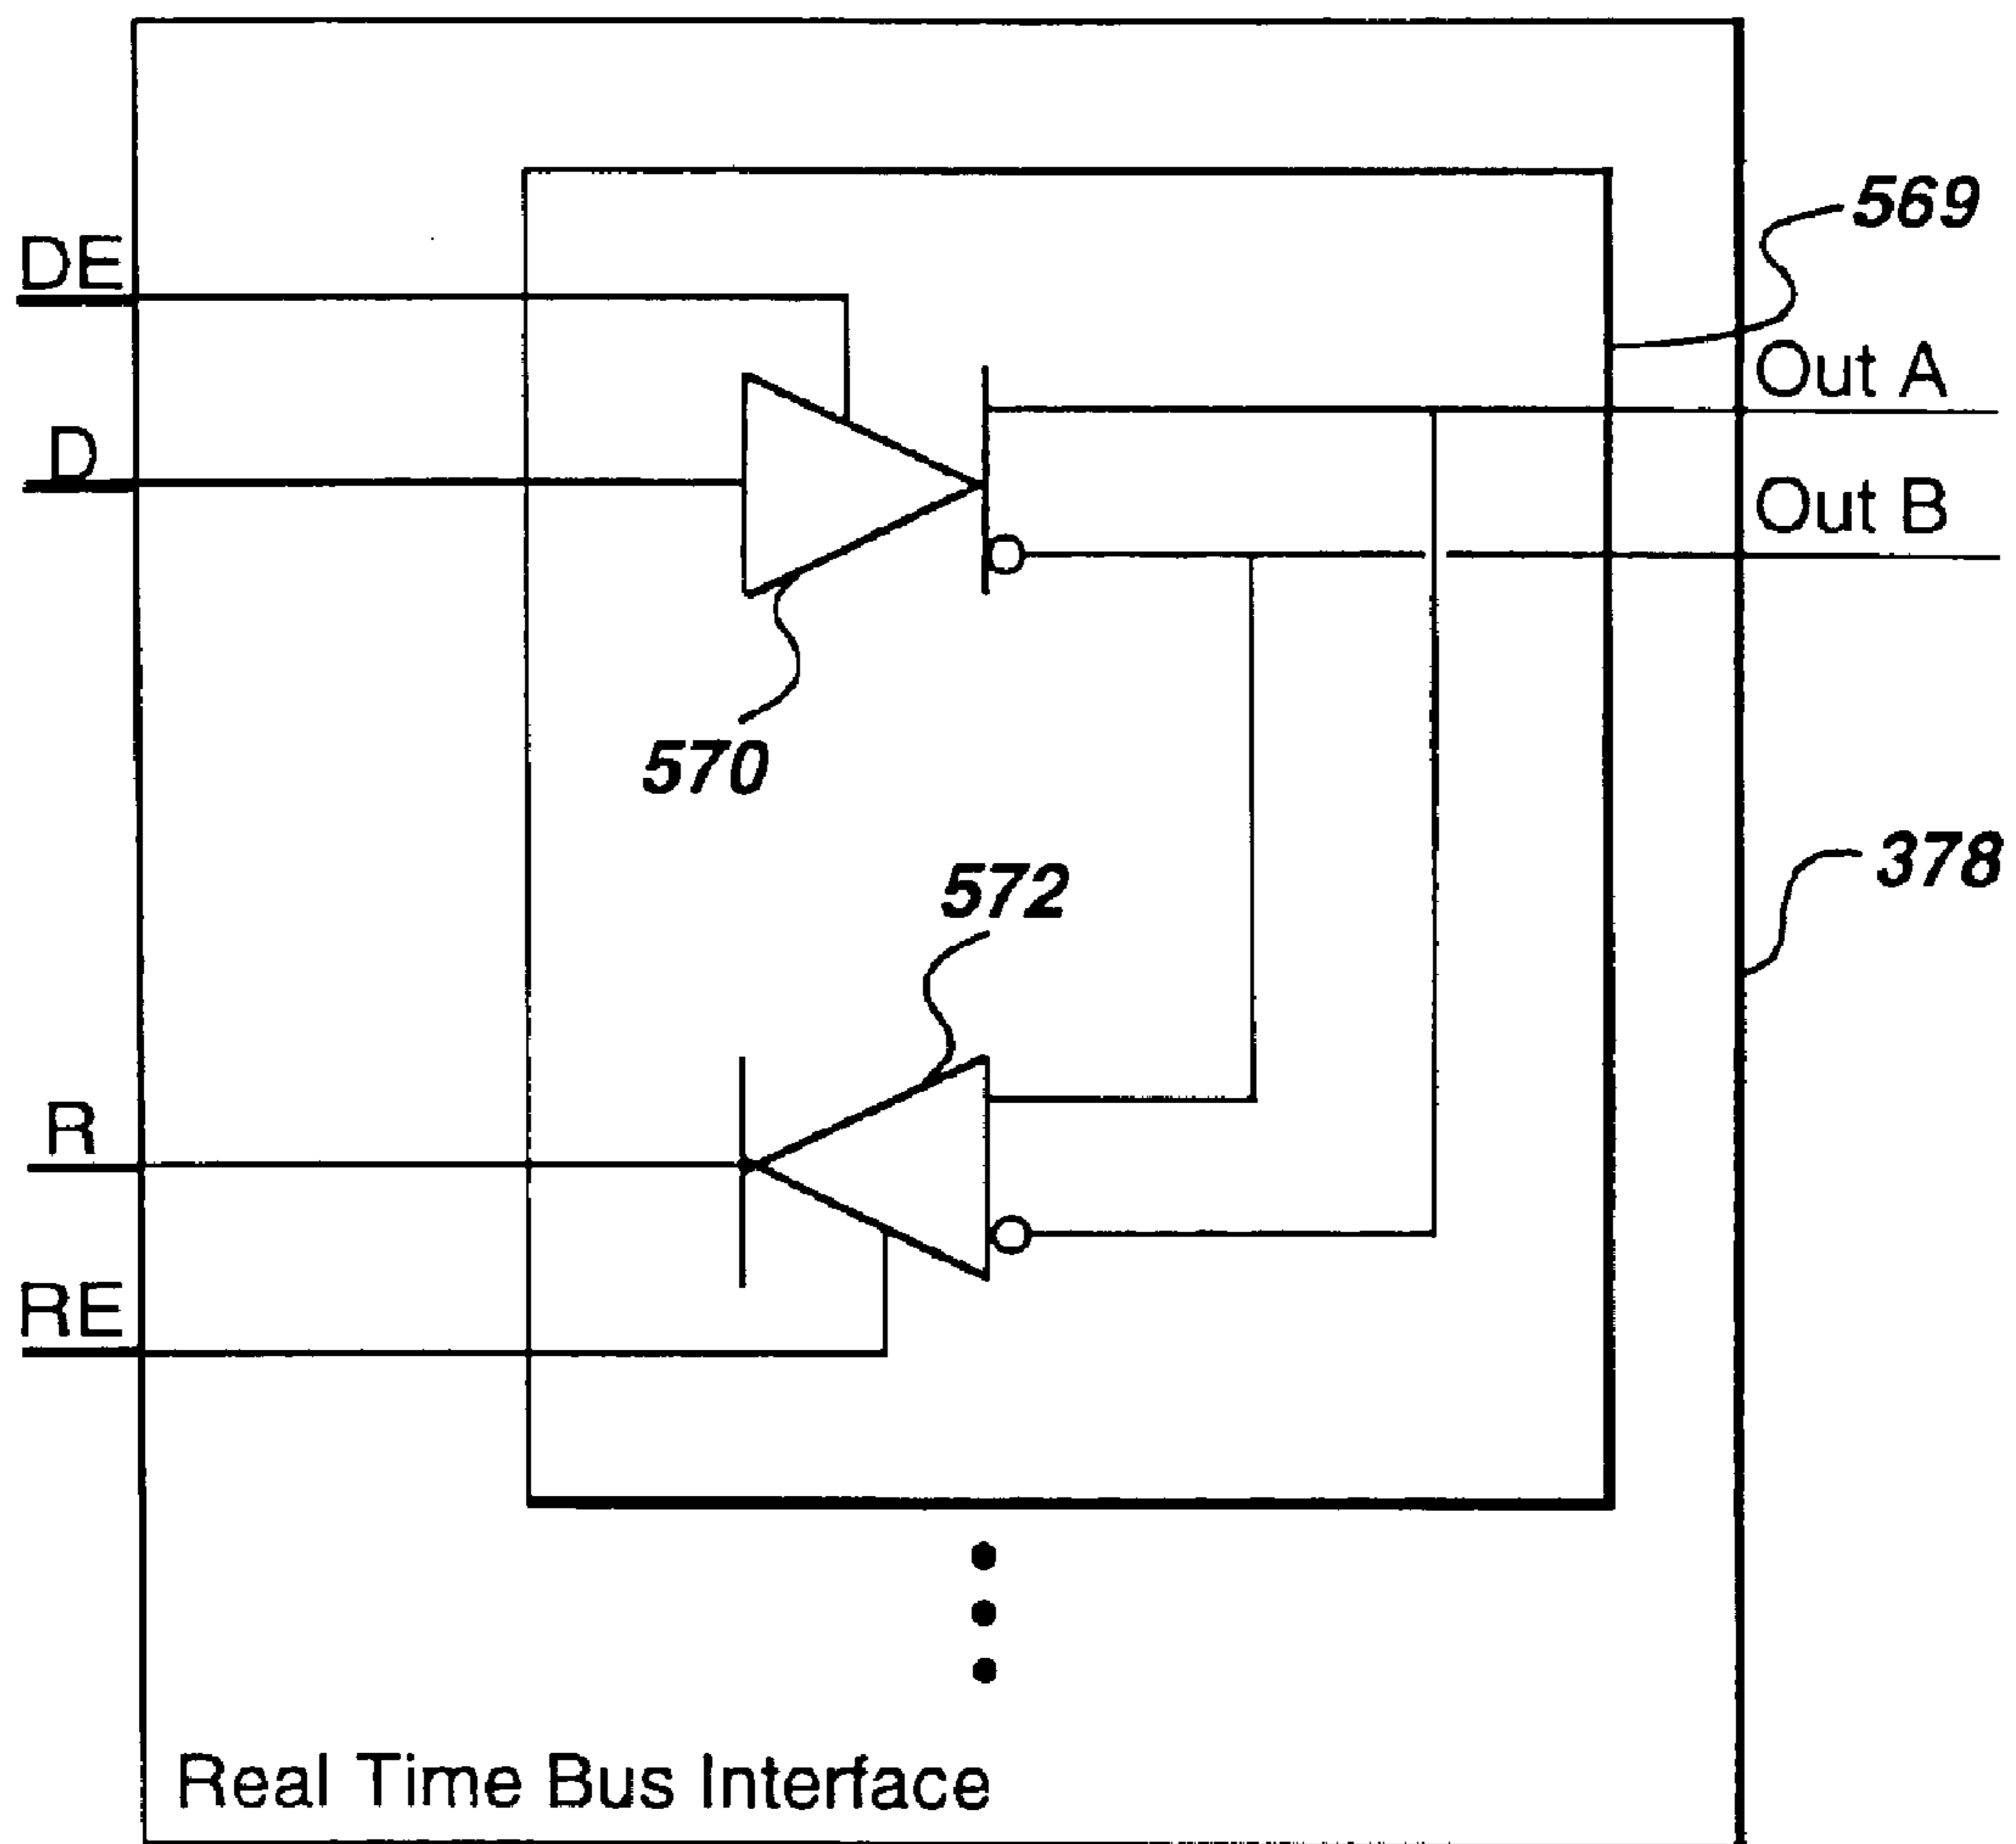 DE
569
Out A
D
Out B
570
378
572
R
RE
Real Time Bus Interface